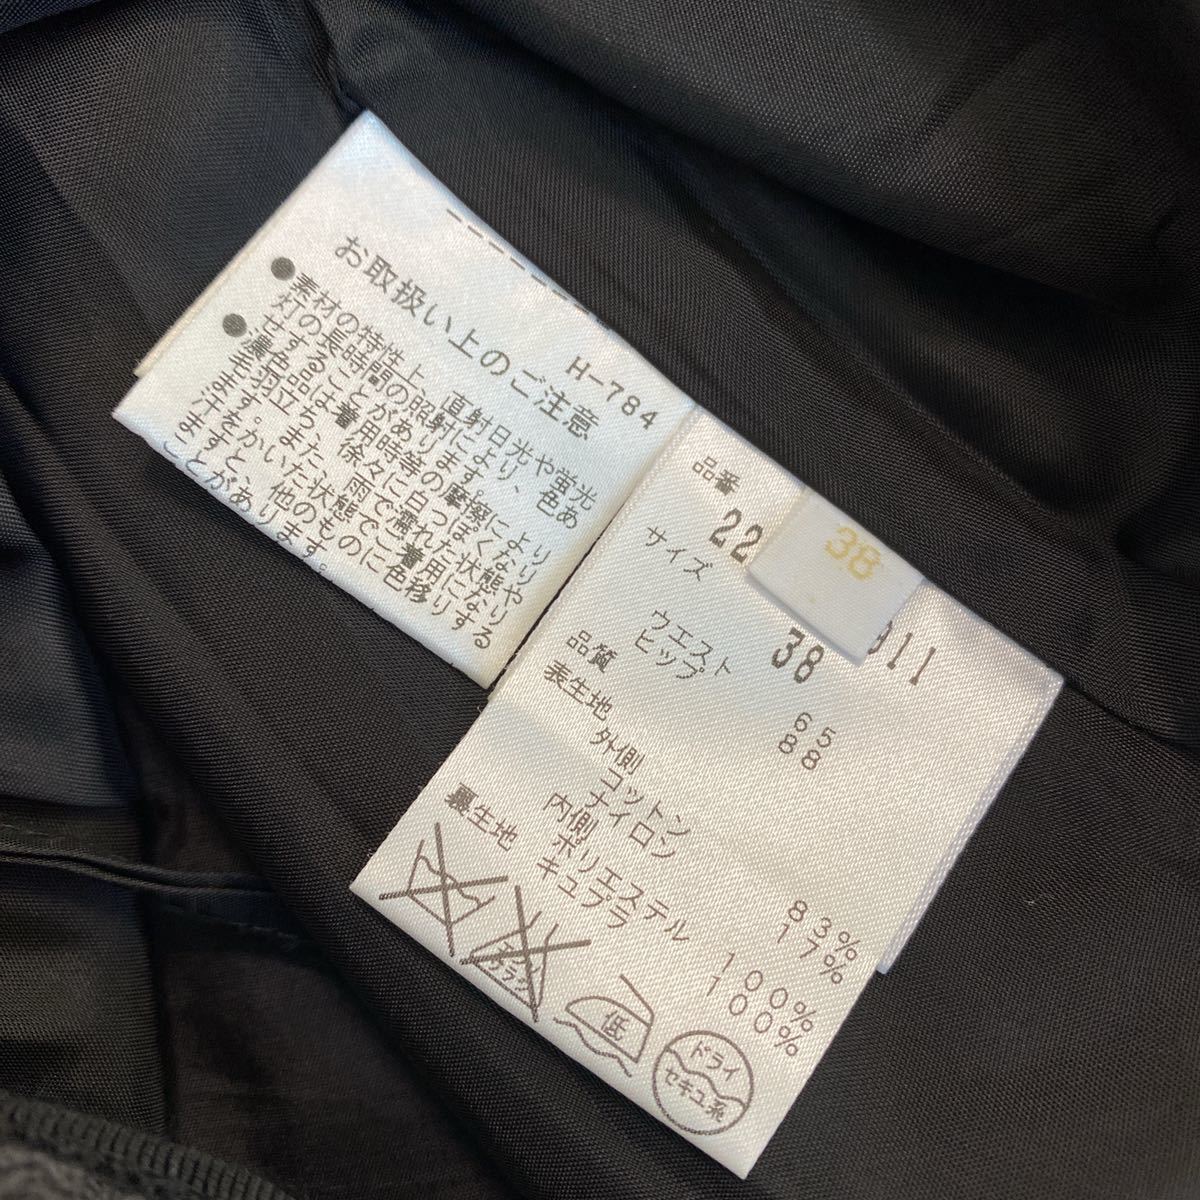 お取扱い上のご注意
H-784
●素材の特性上、直射日光や蛍光
灯の長時間の照射により、色あ
せすることがあります。
●濃色品は着用時等の摩擦により
毛羽立ち、徐々に白っぽくなり
ます。また、雨で濡れた状態や
汗をかいた状態で着用になり
ますと、他のものに色移りする
ことがあります。
品番
22
911
サイズ
38
38
ウエスト 65
ヒップ 88
品質
表生地
外側
コットン 83%
ナイロン 17%
内側
ポリエステル 100%
裏生地 キュプラ 100%
エンソ
サラシ
低
ドライ
セキユ系